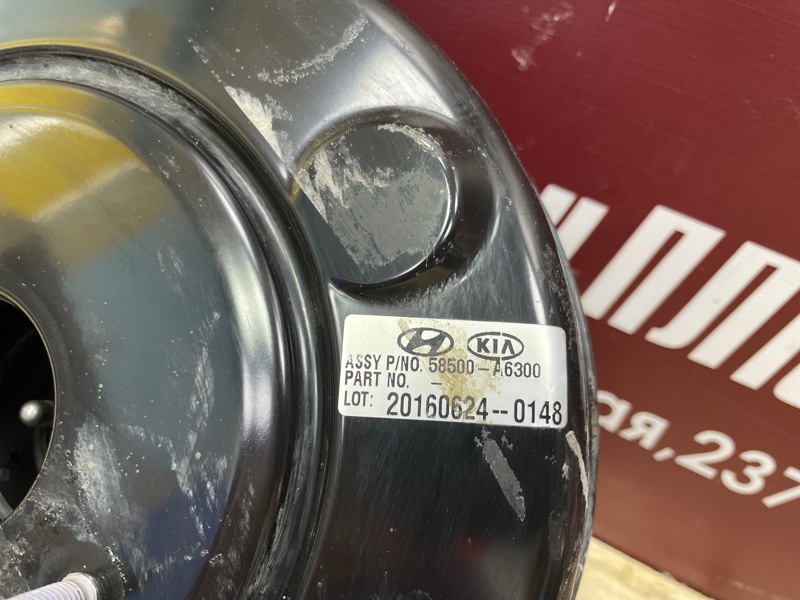 KIA
ASSY P/NO. 58500-A6300
PART NO. -
LOT: 20160624--0148
ая,237